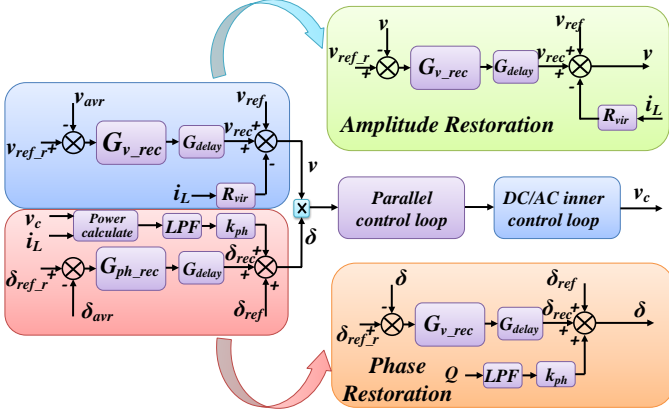 v_avr
v_ref
v_ref_r
G_v_rec
G_delay
v_rec
i_L
R_vir
v
v_c
i_L
Power
calculate
LPF
k_ph
δ_ref_r
G_ph_rec
G_delay
δ_rec
δ_avr
δ_ref
δ
X
Parallel
control loop
DC/AC inner
control loop
v_c
v
v_ref
v_ref_r
G_v_rec
G_delay
v_rec
v
R_vir
i_L
Amplitude Restoration
δ
δ_ref
δ_ref_r
G_v_rec
G_delay
δ_rec
δ
Q
LPF
k_ph
Phase
Restoration